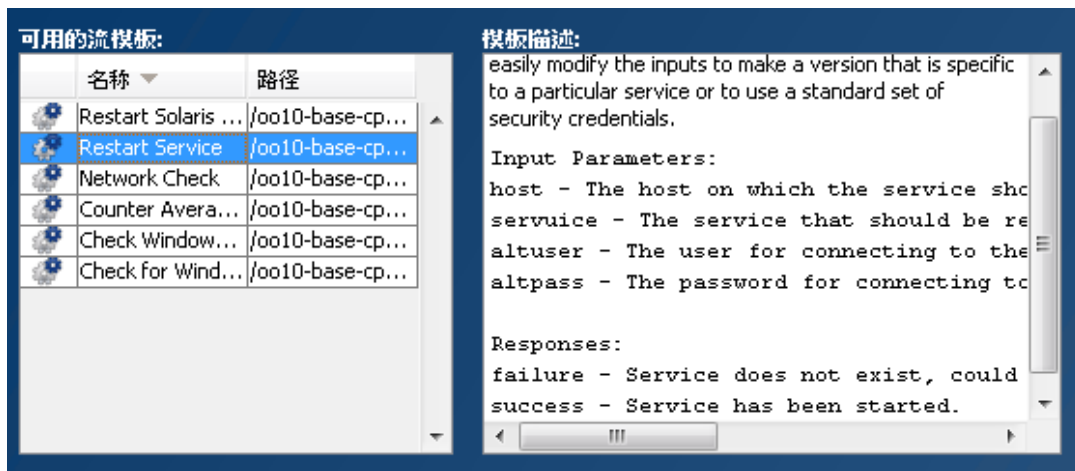 可用的流模板:
名称 路径
Restart Solaris ... /oo10-base-cp...
Restart Service /oo10-base-cp...
Network Check /oo10-base-cp...
Counter Avera... /oo10-base-cp...
Check Window... /oo10-base-cp...
Check for Wind... /oo10-base-cp...
模板描述:
easily modify the inputs to make a version that is specific
to a particular service or to use a standard set of
security credentials.
Input Parameters:
host - The host on which the service sho
servuice - The service that should be re
altuser - The user for connecting to the
altpass - The password for connecting to
Responses:
failure - Service does not exist, could
success - Service has been started.